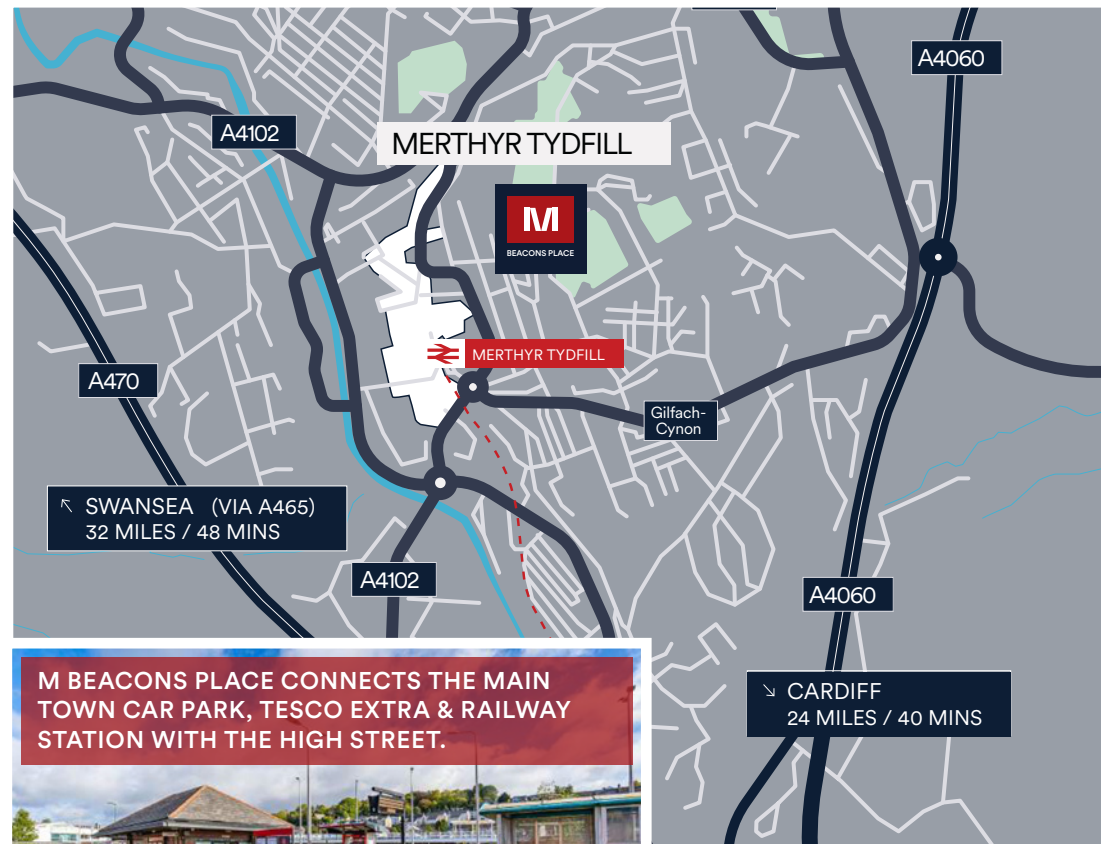 A4060
A4102
MERTHYR TYDFILL
M
BEACONS PLACE
MERTHYR TYDFILL
A470
Gilfach-
Cynon
SWANSEA (VIA A465)
32 MILES / 48 MINS
A4102
A4060
M BEACONS PLACE CONNECTS THE MAIN
TOWN CAR PARK, TESCO EXTRA & RAILWAY
STATION WITH THE HIGH STREET.
CARDIFF
24 MILES / 40 MINS